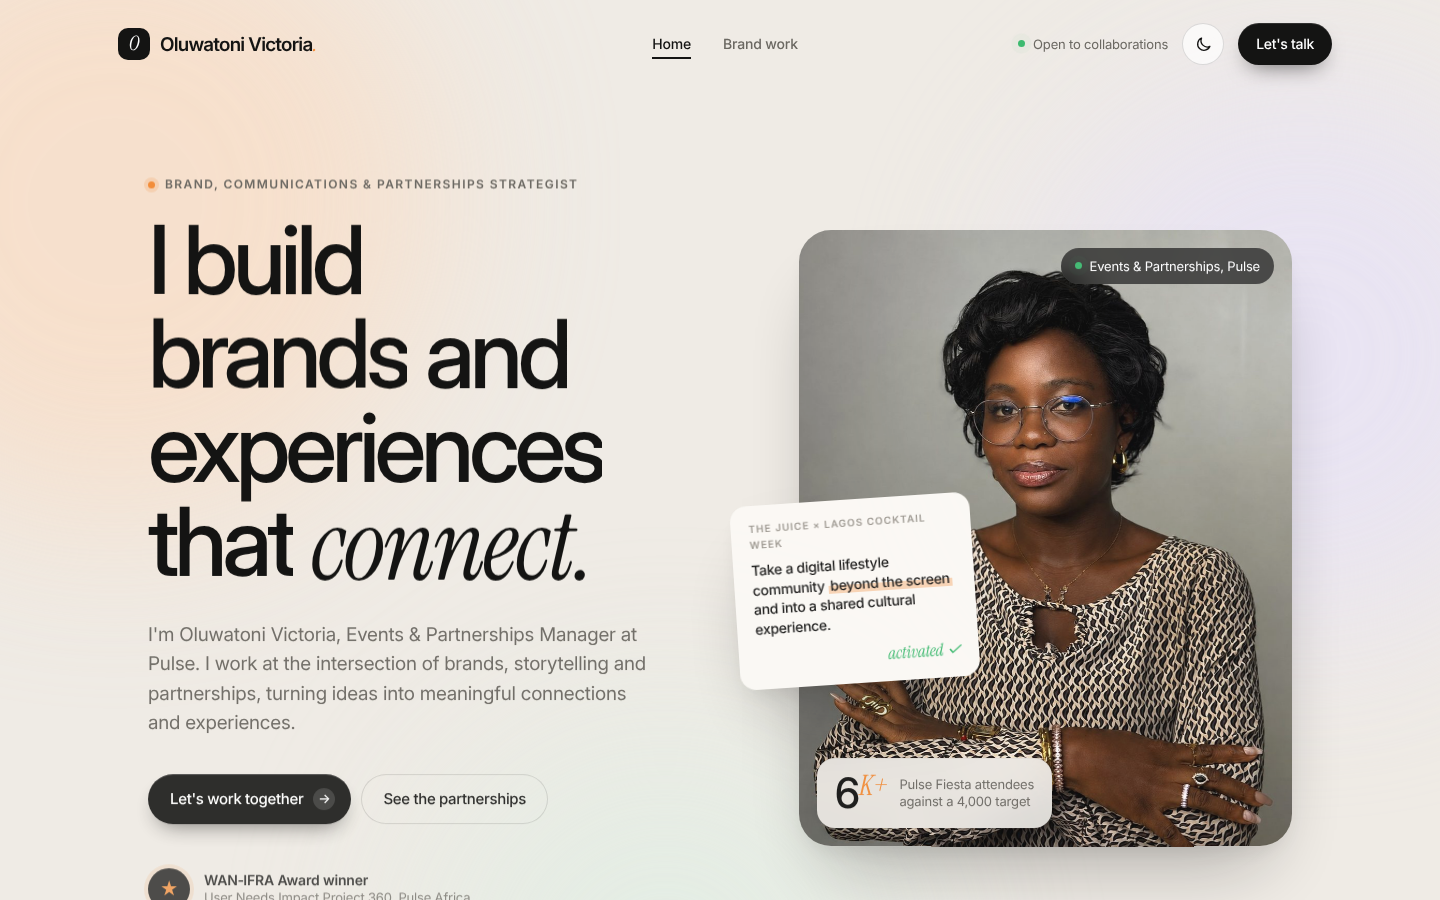 O
Oluwatoni Victoria.
Home
Brand work
Open to collaborations
Let's talk
BRAND, COMMUNICATIONS & PARTNERSHIPS STRATEGIST
I build
brands and
experiences
that connect.
I'm Oluwatoni Victoria, Events & Partnerships Manager at
Pulse. I work at the intersection of brands, storytelling and
partnerships, turning ideas into meaningful connections
and experiences.
Let's work together
See the partnerships
WAN-IFRA Award winner
User Needs Impact Project 360, Pulse Africa
Events & Partnerships, Pulse
THE JUICE × LAGOS COCKTAIL
WEEK
Take a digital lifestyle
community beyond the screen
and into a shared cultural
experience.
activated ✓
6K+
Pulse Fiesta attendees
against a 4,000 target